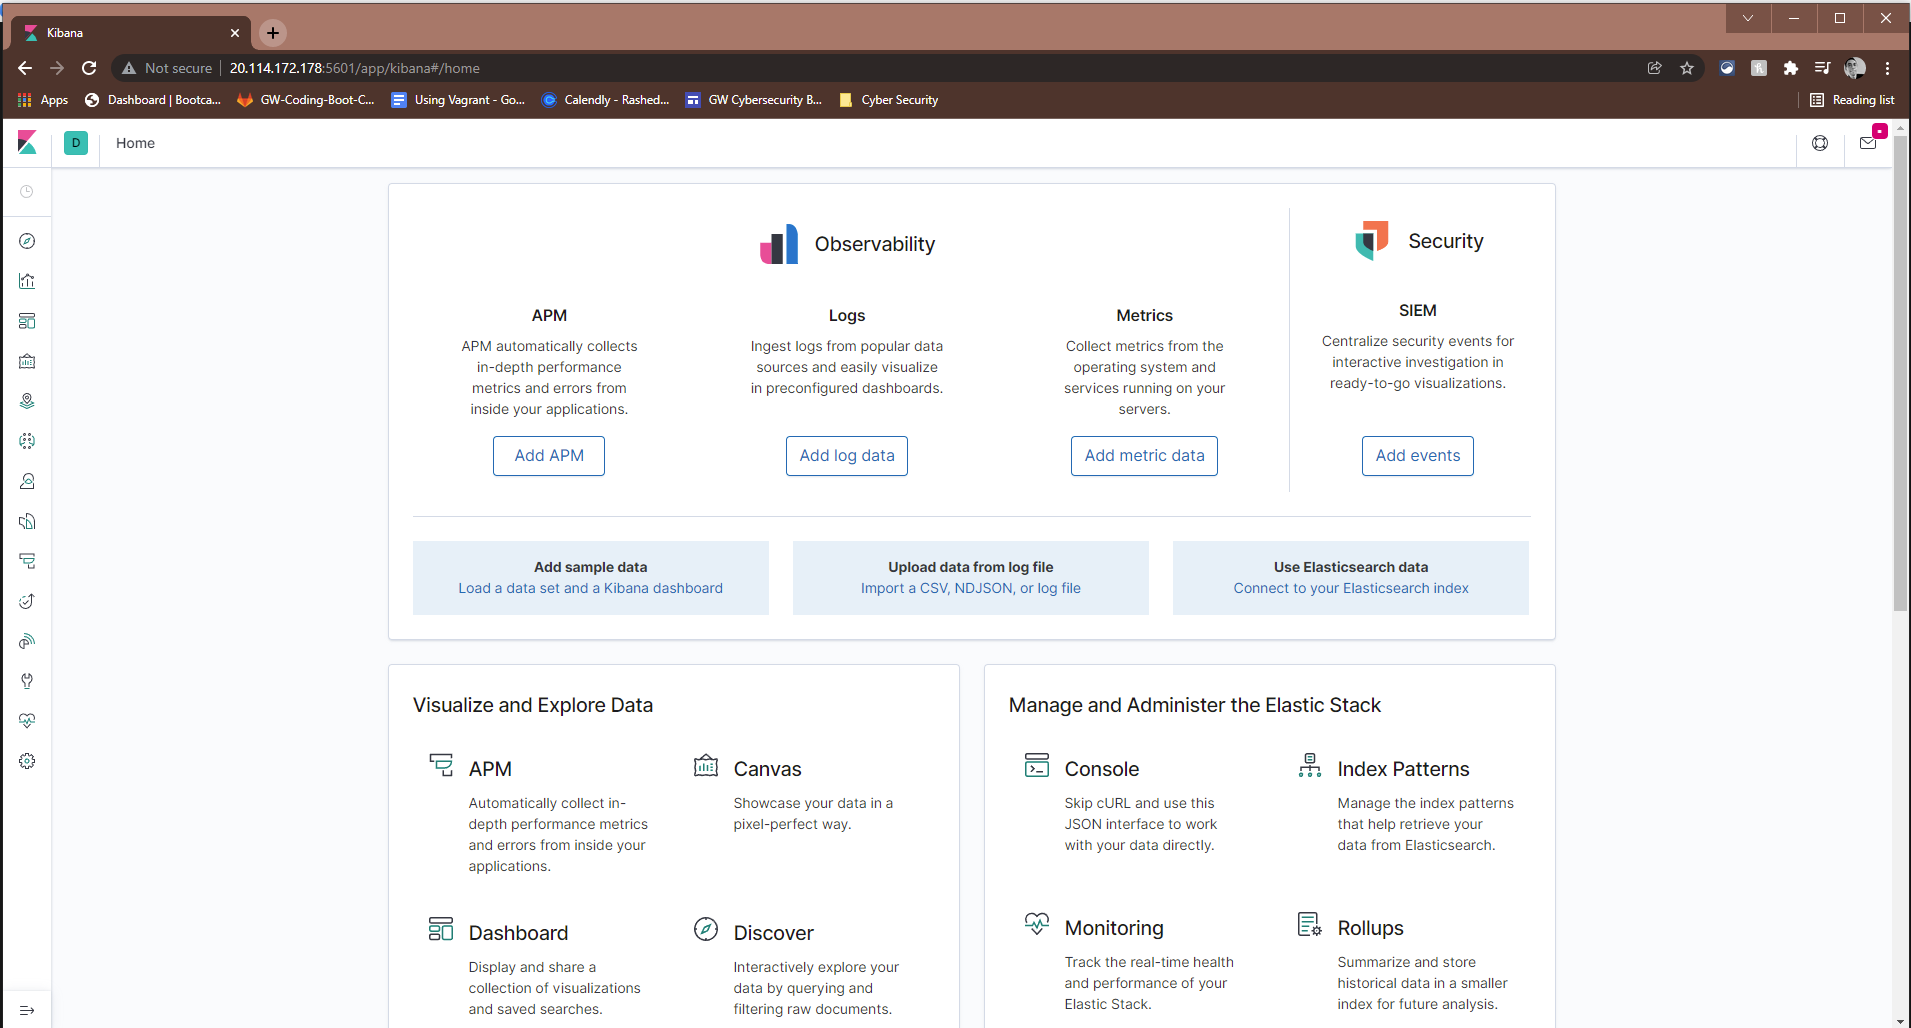 Kibana
Not secure
20.114.172.178:5601/app/kibana#/home
Apps
Dashboard | Bootca...
GW-Coding-Boot-C...
Using Vagrant - Go...
Calendly - Rashed...
GW Cybersecurity B...
Cyber Security
Reading list
D
Home
Observability
Security
APM
APM automatically collects
in-depth performance
metrics and errors from
inside your applications.
Add APM
Logs
Ingest logs from popular data
sources and easily visualize
in preconfigured dashboards.
Add log data
Metrics
Collect metrics from the
operating system and
services running on your
servers.
Add metric data
SIEM
Centralize security events for
interactive investigation in
ready-to-go visualizations.
Add events
Add sample data
Load a data set and a Kibana dashboard
Upload data from log file
Import a CSV, NDJSON, or log file
Use Elasticsearch data
Connect to your Elasticsearch index
Visualize and Explore Data
APM
Automatically collect in-
depth performance metrics
and errors from inside your
applications.
Canvas
Showcase your data in a
pixel-perfect way.
Dashboard
Display and share a
collection of visualizations
and saved searches.
Discover
Interactively explore your
data by querying and
filtering raw documents.
Manage and Administer the Elastic Stack
Console
Skip cURL and use this
JSON interface to work
with your data directly.
Index Patterns
Manage the index patterns
that help retrieve your
data from Elasticsearch.
Monitoring
Track the real-time health
and performance of your
Elastic Stack.
Rollups
Summarize and store
historical data in a smaller
index for future analysis.